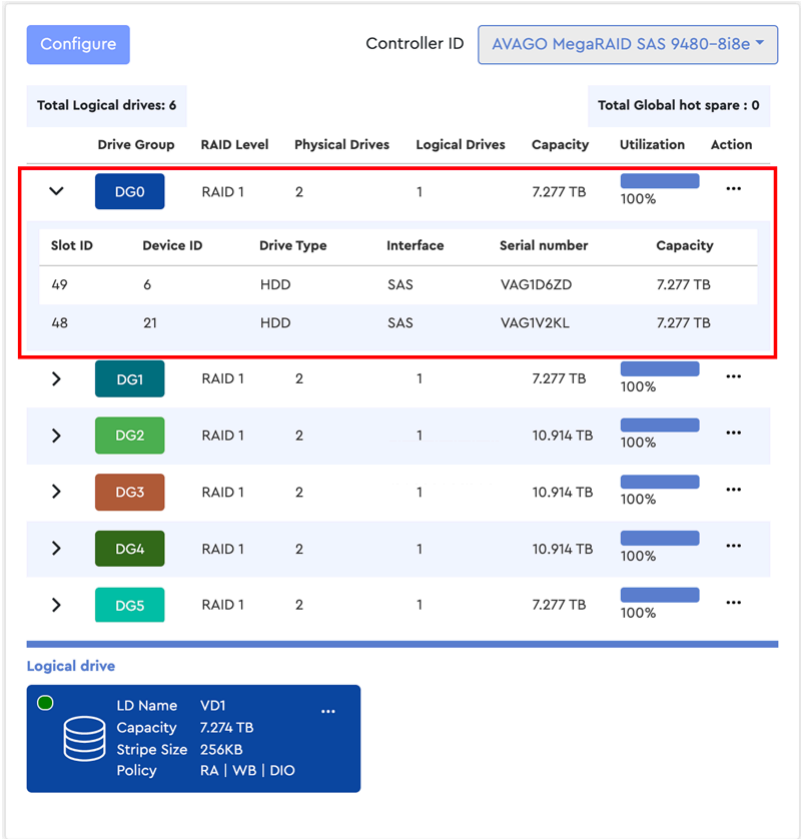 Configure Controller ID AVAGO MegaRAID SAS 9480-8i8e
Total Logical drives: 6 Total Global hot spare : 0
Drive Group RAID Level Physical Drives Logical Drives Capacity Utilization Action
DG0 RAID 1 2 1 7.277 TB 100% ...
Slot ID Device ID Drive Type Interface Serial number Capacity
49 6 HDD SAS VAG1D6ZD 7.277 TB
48 21 HDD SAS VAG1V2KL 7.277 TB
DG1 RAID 1 2 1 7.277 TB 100% ...
DG2 RAID 1 2 1 10.914 TB 100% ...
DG3 RAID 1 2 1 10.914 TB 100% ...
DG4 RAID 1 2 1 10.914 TB 100% ...
DG5 RAID 1 2 1 7.277 TB 100% ...
Logical drive
LD Name VD1 ...
Capacity 7.274 TB
Stripe Size 256KB
Policy RA | WB | DIO